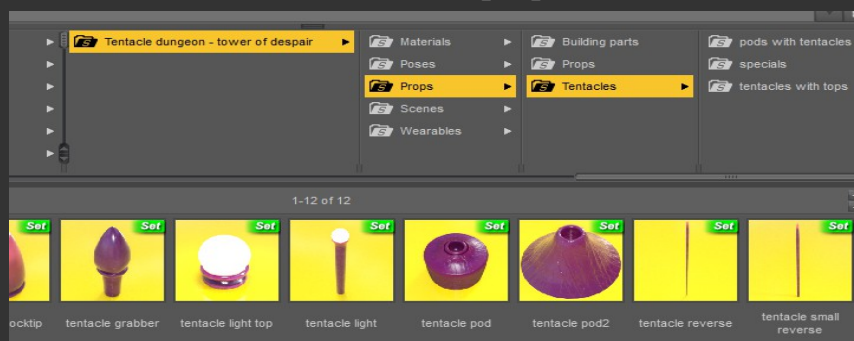 Tentacle dungeon - tower of despair
Materials
Poses
Props
Scenes
Wearables
Building parts
Props
Tentacles
pods with tentacles
specials
tentacles with tops
1-12 of 12
Set
Set
Set
Set
Set
Set
Set
Set
ocktip
tentacle grabber
tentacle light top
tentacle light
tentacle pod
tentacle pod2
tentacle reverse
tentacle small
reverse